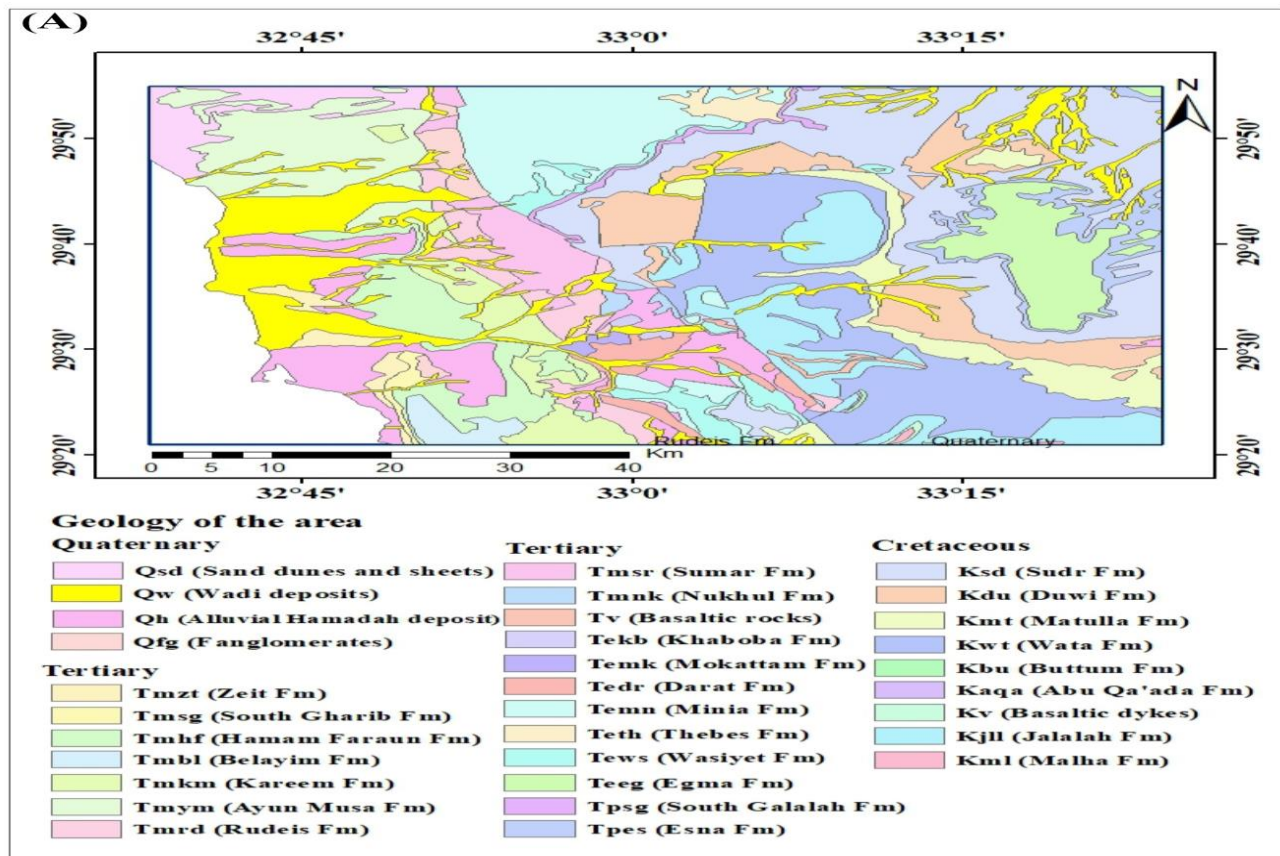 (A)
32°45' 33°0' 33°15'
N
29°50' 29°50'
29°40' 29°40'
29°30' 29°30'
29°20' 29°20'
Rudeis Fm Quaternary
0 5 10 20 30 40 Km
32°45' 33°0' 33°15'
Geology of the area
Quaternary
Qsd (Sand dunes and sheets)
Qw (Wadi deposits)
Qh (Alluvial Hamadah deposit)
Qfg (Fanglomerates)
Tertiary
Tmzt (Zeit Fm)
Tmsg (South Gharib Fm)
Tmhf (Hamam Faraun Fm)
Tmbl (Belayim Fm)
Tmkm (Kareem Fm)
Tmym (Ayun Musa Fm)
Tmrd (Rudeis Fm)
Tertiary
Tmsr (Sumar Fm)
Tmnk (Nukhul Fm)
Tv (Basaltic rocks)
Tekb (Khaboba Fm)
Temk (Mokattam Fm)
Tedr (Darat Fm)
Temn (Minia Fm)
Teth (Thebes Fm)
Tews (Wasiyet Fm)
Teeg (Egma Fm)
Tpsg (South Galalah Fm)
Tpes (Esna Fm)
Cretaceous
Ksd (Sudr Fm)
Kdu (Duwi Fm)
Kmt (Matulla Fm)
Kwt (Wata Fm)
Kbu (Buttum Fm)
Kaqa (Abu Qa'ada Fm)
Kv (Basaltic dykes)
Kjll (Jalalah Fm)
Kml (Malha Fm)